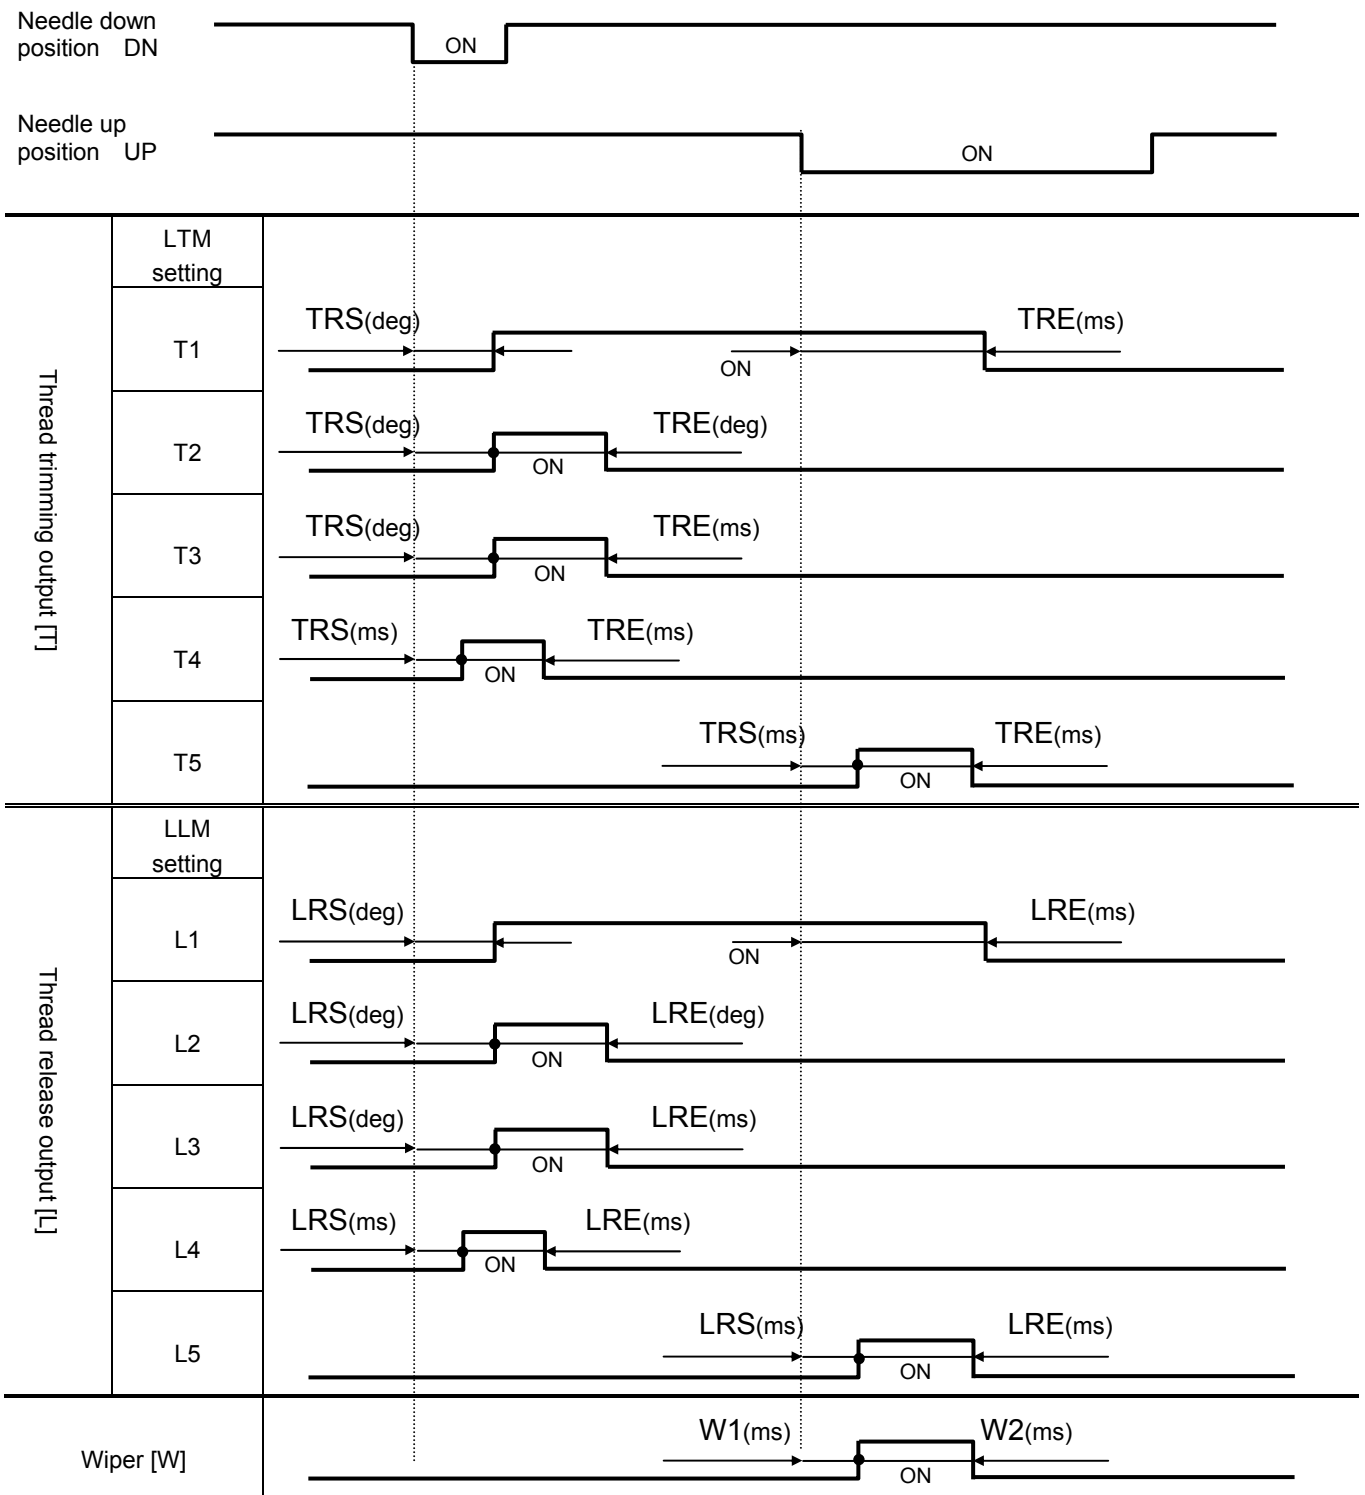 Needle down
position DN
ON
Needle up
position UP
ON
Thread trimming output [T]
LTM
setting
T1
TRS(deg)
ON
TRE(ms)
T2
TRS(deg)
ON
TRE(deg)
T3
TRS(deg)
ON
TRE(ms)
T4
TRS(ms)
ON
TRE(ms)
T5
TRS(ms)
ON
TRE(ms)
Thread release output [L]
LLM
setting
L1
LRS(deg)
ON
LRE(ms)
L2
LRS(deg)
ON
LRE(deg)
L3
LRS(deg)
ON
LRE(ms)
L4
LRS(ms)
ON
LRE(ms)
L5
LRS(ms)
ON
LRE(ms)
Wiper [W]
W1(ms)
ON
W2(ms)